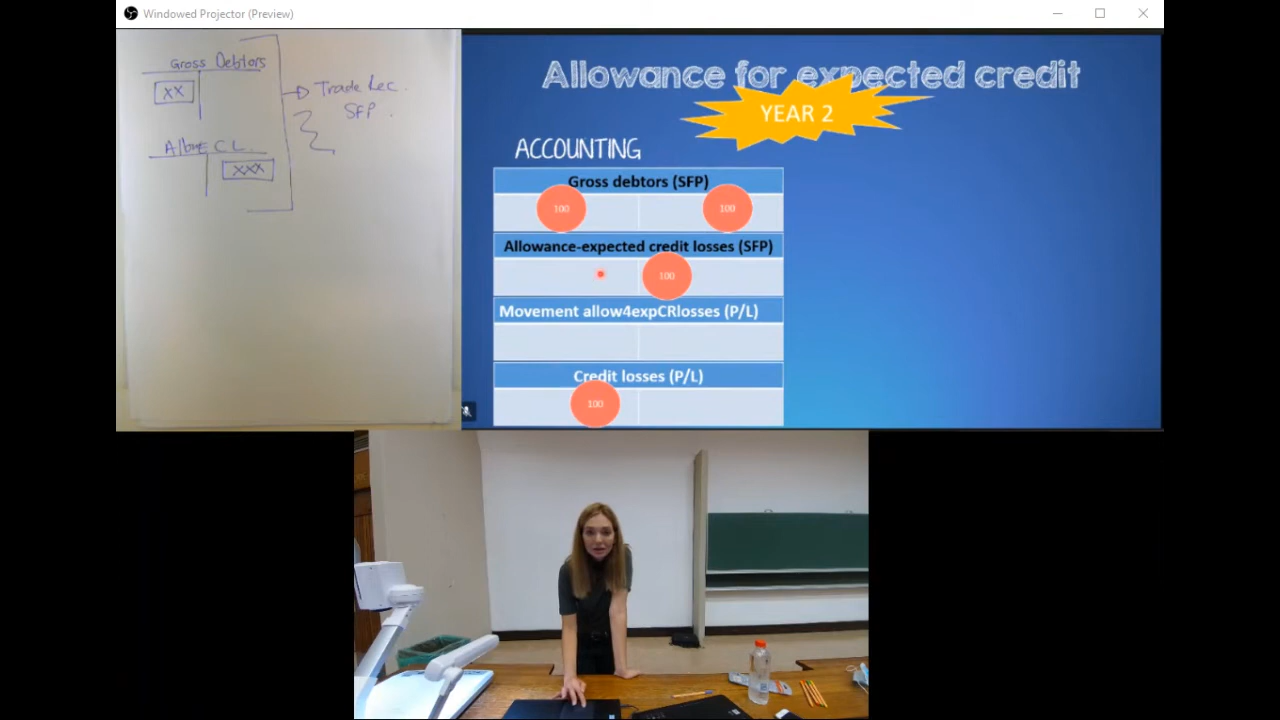 Windowed Projector (Preview)
Gross Debtors
XX
Trade Rec.
SFP.
C L.
XXX
Allowance for expected credit
YEAR 2
ACCOUNTING
Gross debtors (SFP)
100 100
Allowance-expected credit losses (SFP)
100
Movement allow4expCRlosses (P/L)
Credit losses (P/L)
100